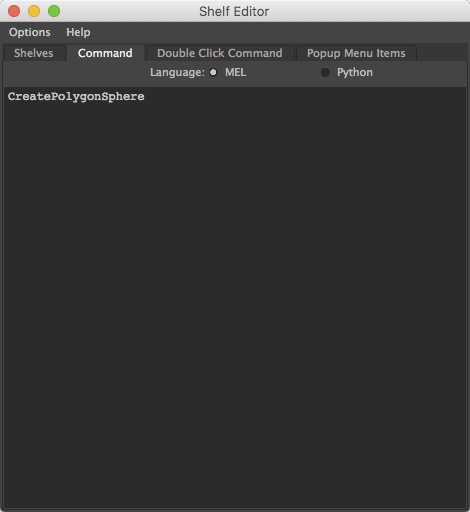 Shelf Editor
Options Help
Shelves Command Double Click Command Popup Menu Items
Language: MEL Python
CreatePolygonSphere